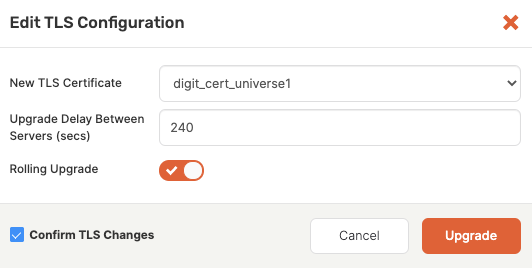 Edit TLS Configuration
New TLS Certificate
digit_cert_universe1
Upgrade Delay Between
Servers (secs)
240
Rolling Upgrade
Confirm TLS Changes
Cancel
Upgrade